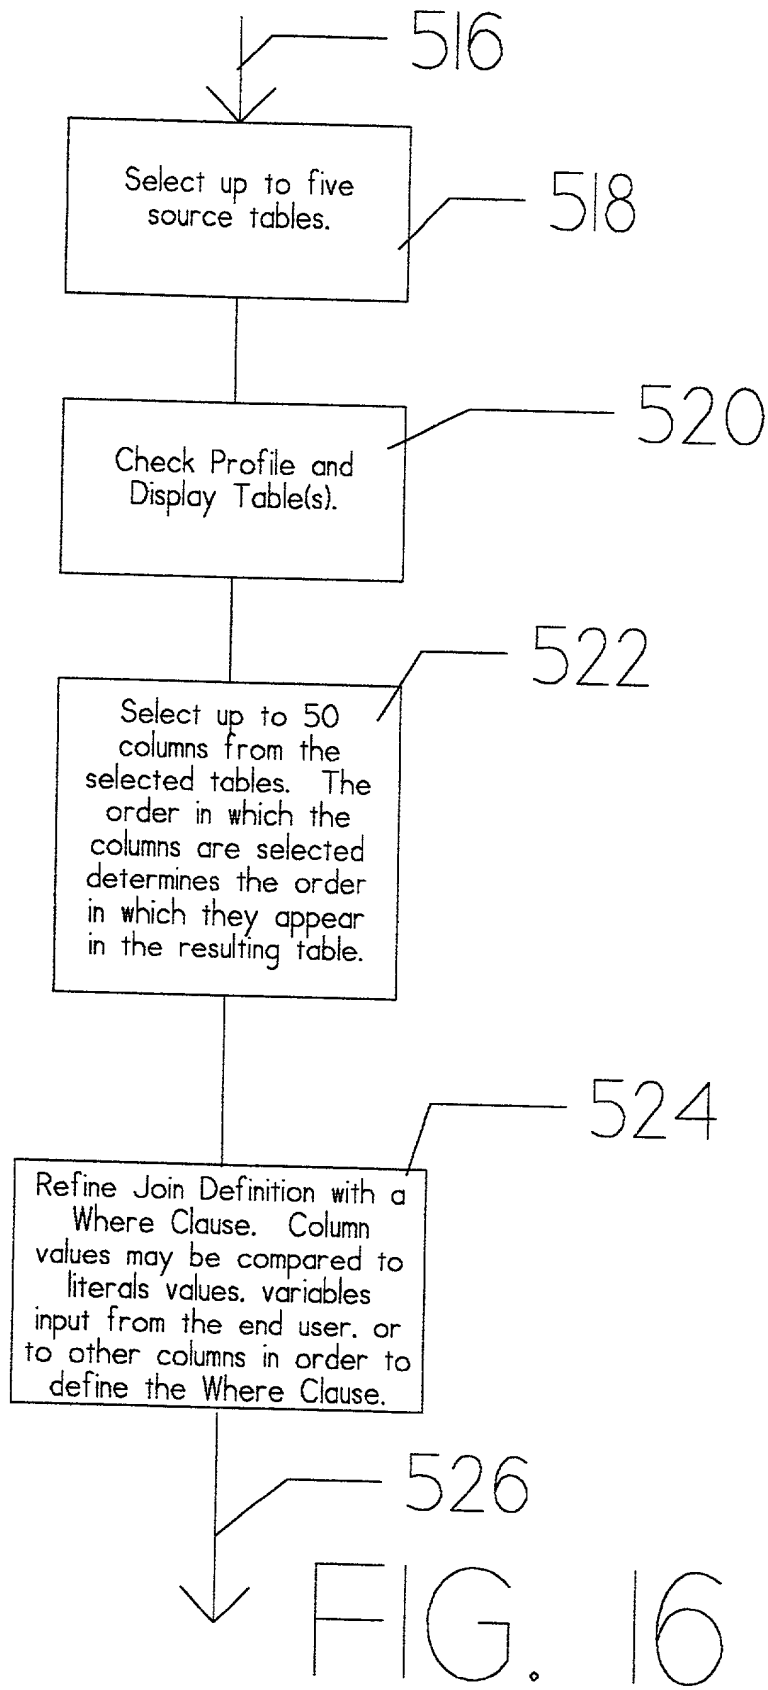 516
Select up to five
source tables.
518
520
Check Profile and
Display Table(s).
522
Select up to 50
columns from the
selected tables. The
order in which the
columns are selected
determines the order
in which they appear
in the resulting table.
524
Refine Join Definition with a
Where Clause. Column
values may be compared to
literals values. variables
input from the end user. or
to other columns in order to
define the Where Clause.
526
FIG. 16